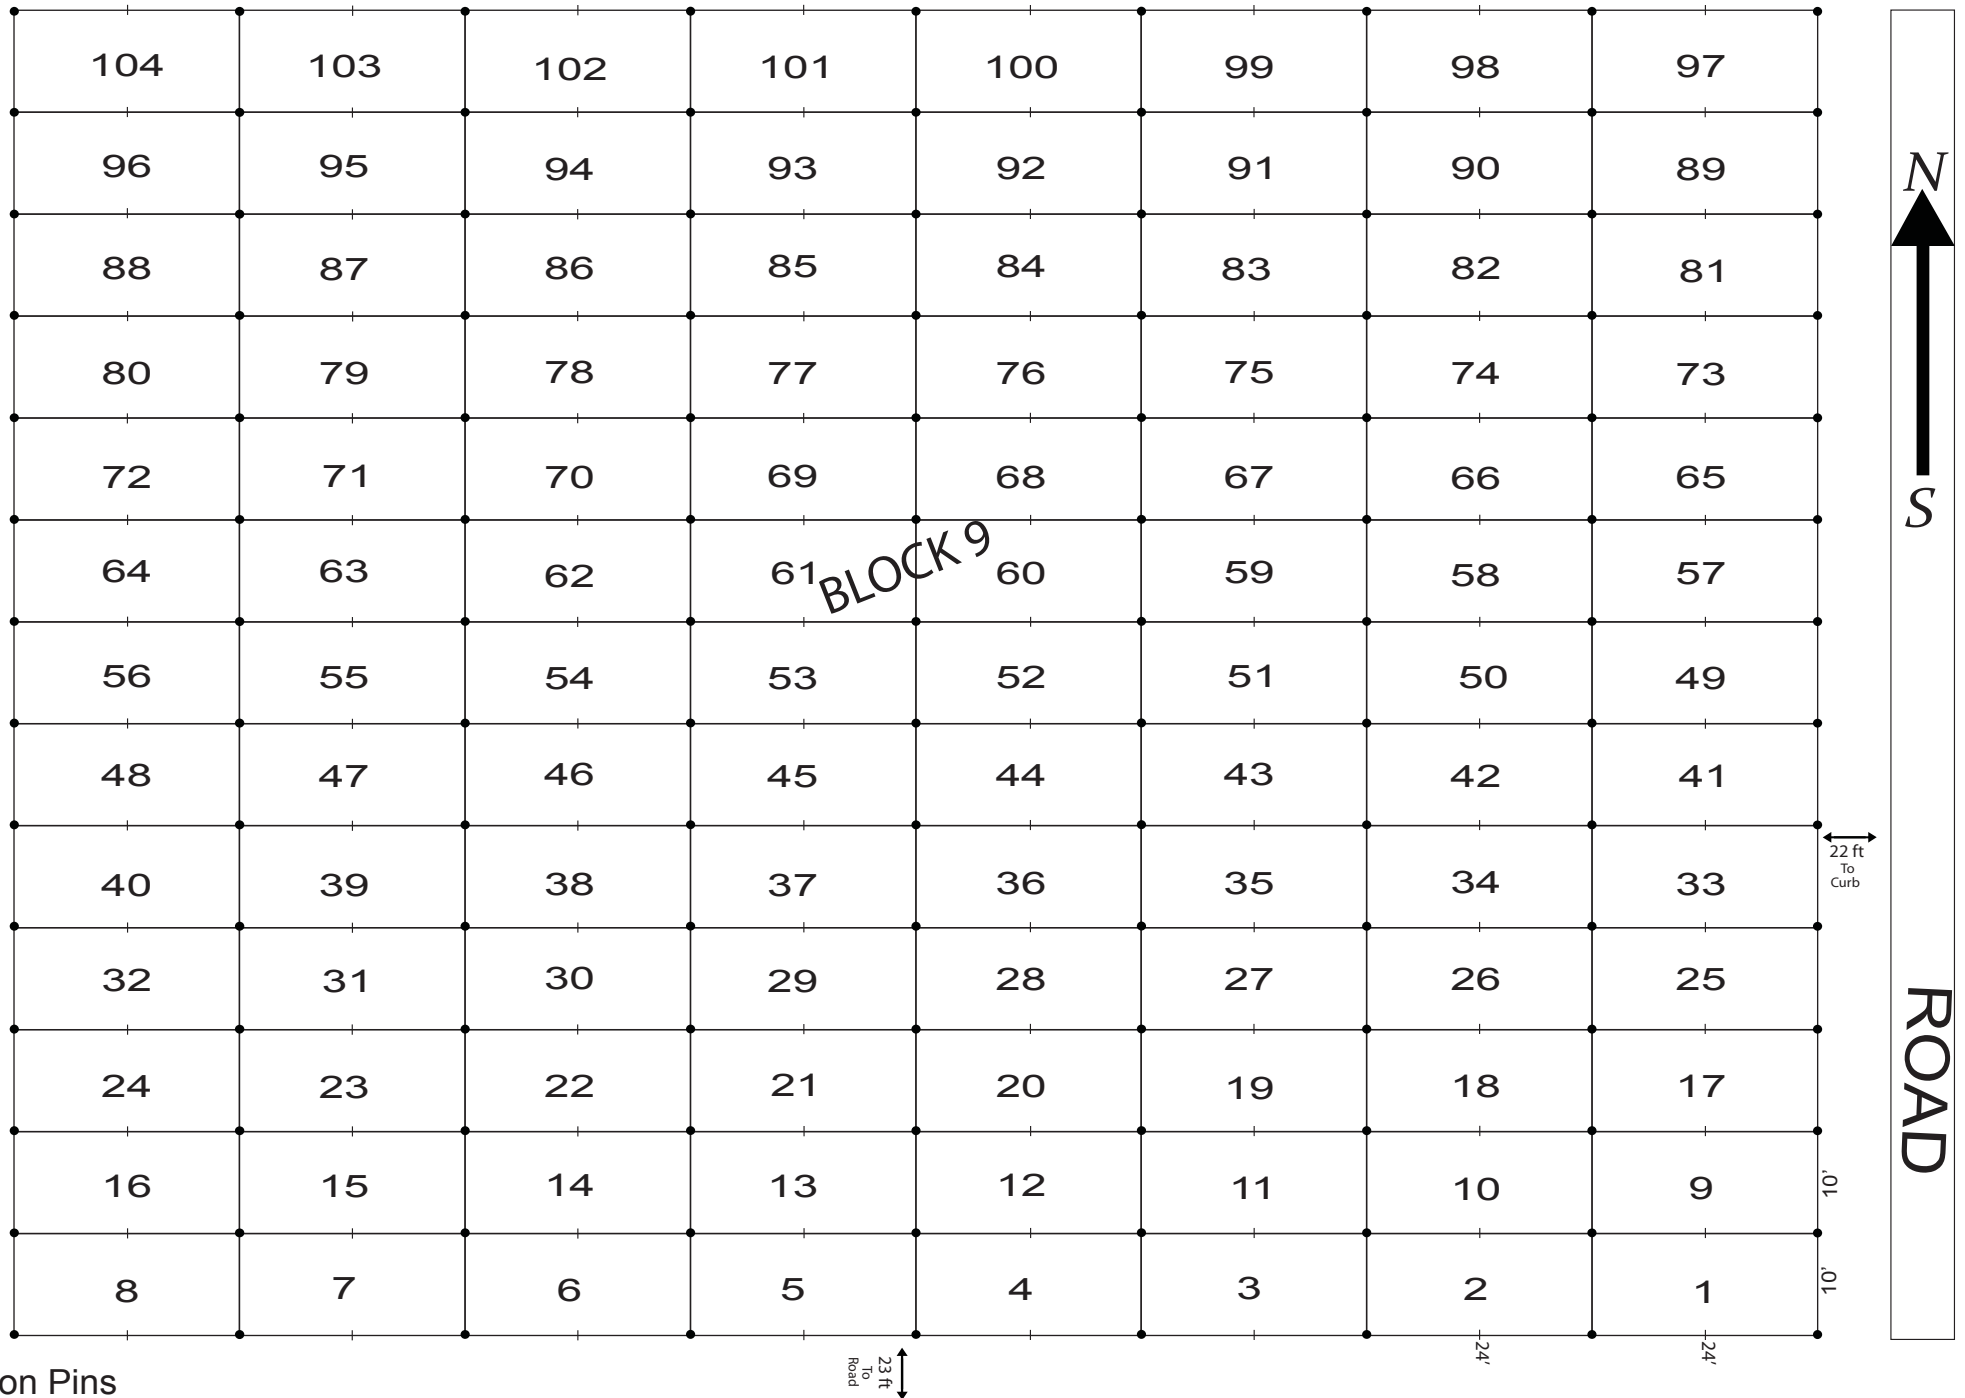 104 103 102 101 100 99 98 97
96 95 94 93 92 91 90 89
N
88 87 86 85 84 83 82 81
80 79 78 77 76 75 74 73
72 71 70 69 68 67 66 65
S
BLOCK 9
64 63 62 61 60 59 58 57
56 55 54 53 52 51 50 49
48 47 46 45 44 43 42 41
22 ft
To
Curb
40 39 38 37 36 35 34 33
32 31 30 29 28 27 26 25
ROAD
24 23 22 21 20 19 18 17
16 15 14 13 12 11 10 9
10'
8 7 6 5 4 3 2 1
10'
24'
24'
23 ft
To
Road
on Pins